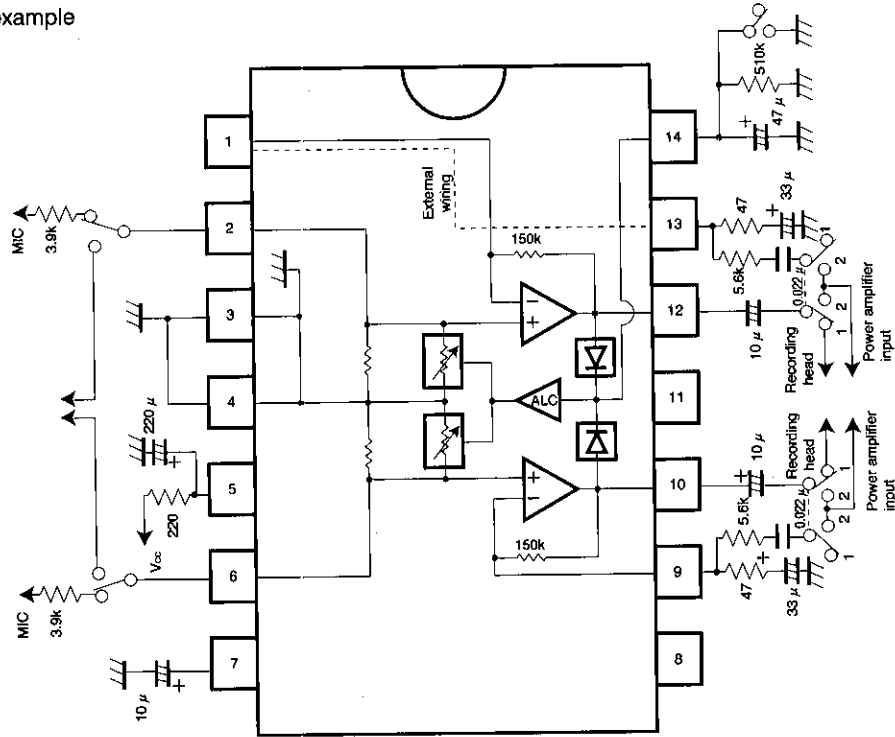 example
1
2
3
4
5
6
7
8
9
10
11
12
13
14
MIC
3.9k
220 μ
220
Vcc
MIC
3.9k
10 μ
External
wiring
150k
ALC
150k
510k
47 μ
+
47
+
33 μ
5.6k
0.022 μ
1
2
2
1
10 μ
Recording
head
Power amplifier
input
10 μ
+
Recording
head
Power amplifier
input
5.6k
0.022 μ
1
2
2
1
47
+
33 μ
+
+
−
+
+
−